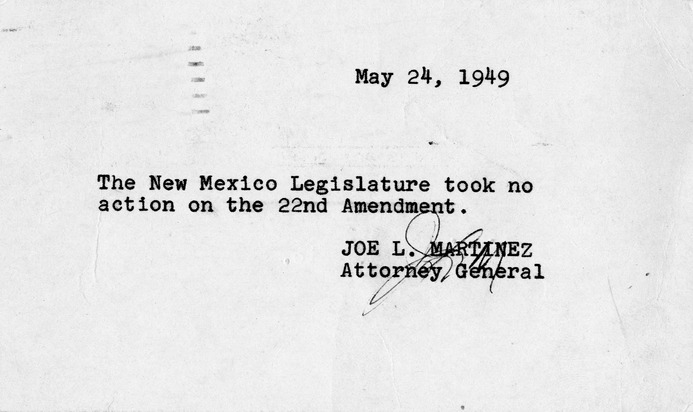 May 24, 1949
The New Mexico Legislature took no
action on the 22nd Amendment.
JOE L. MARTINEZ
Attorney General